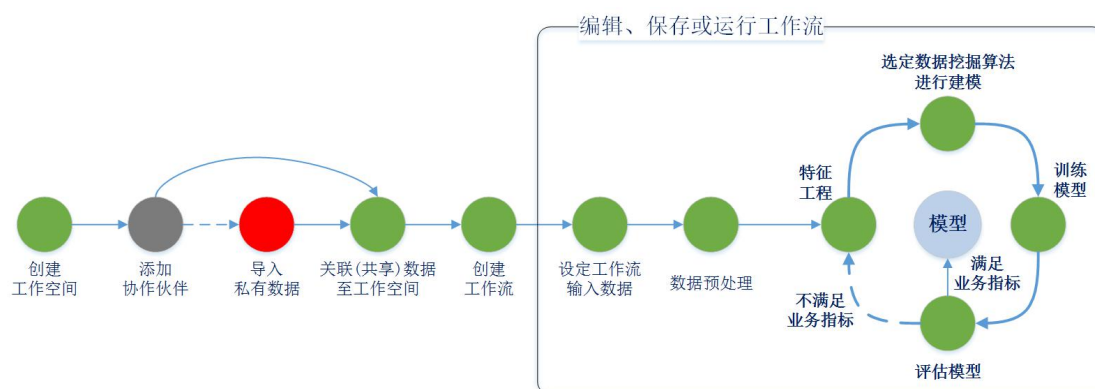 编辑、保存或运行工作流
选定数据挖掘算法
进行建模
特征
工程
训练
模型
模型
创建
工作空间
添加
协作伙伴
导入
私有数据
关联(共享)数据
至工作空间
创建
工作流
设定工作流
输入数据
数据预处理
不满足
业务指标
满足
业务指标
评估模型